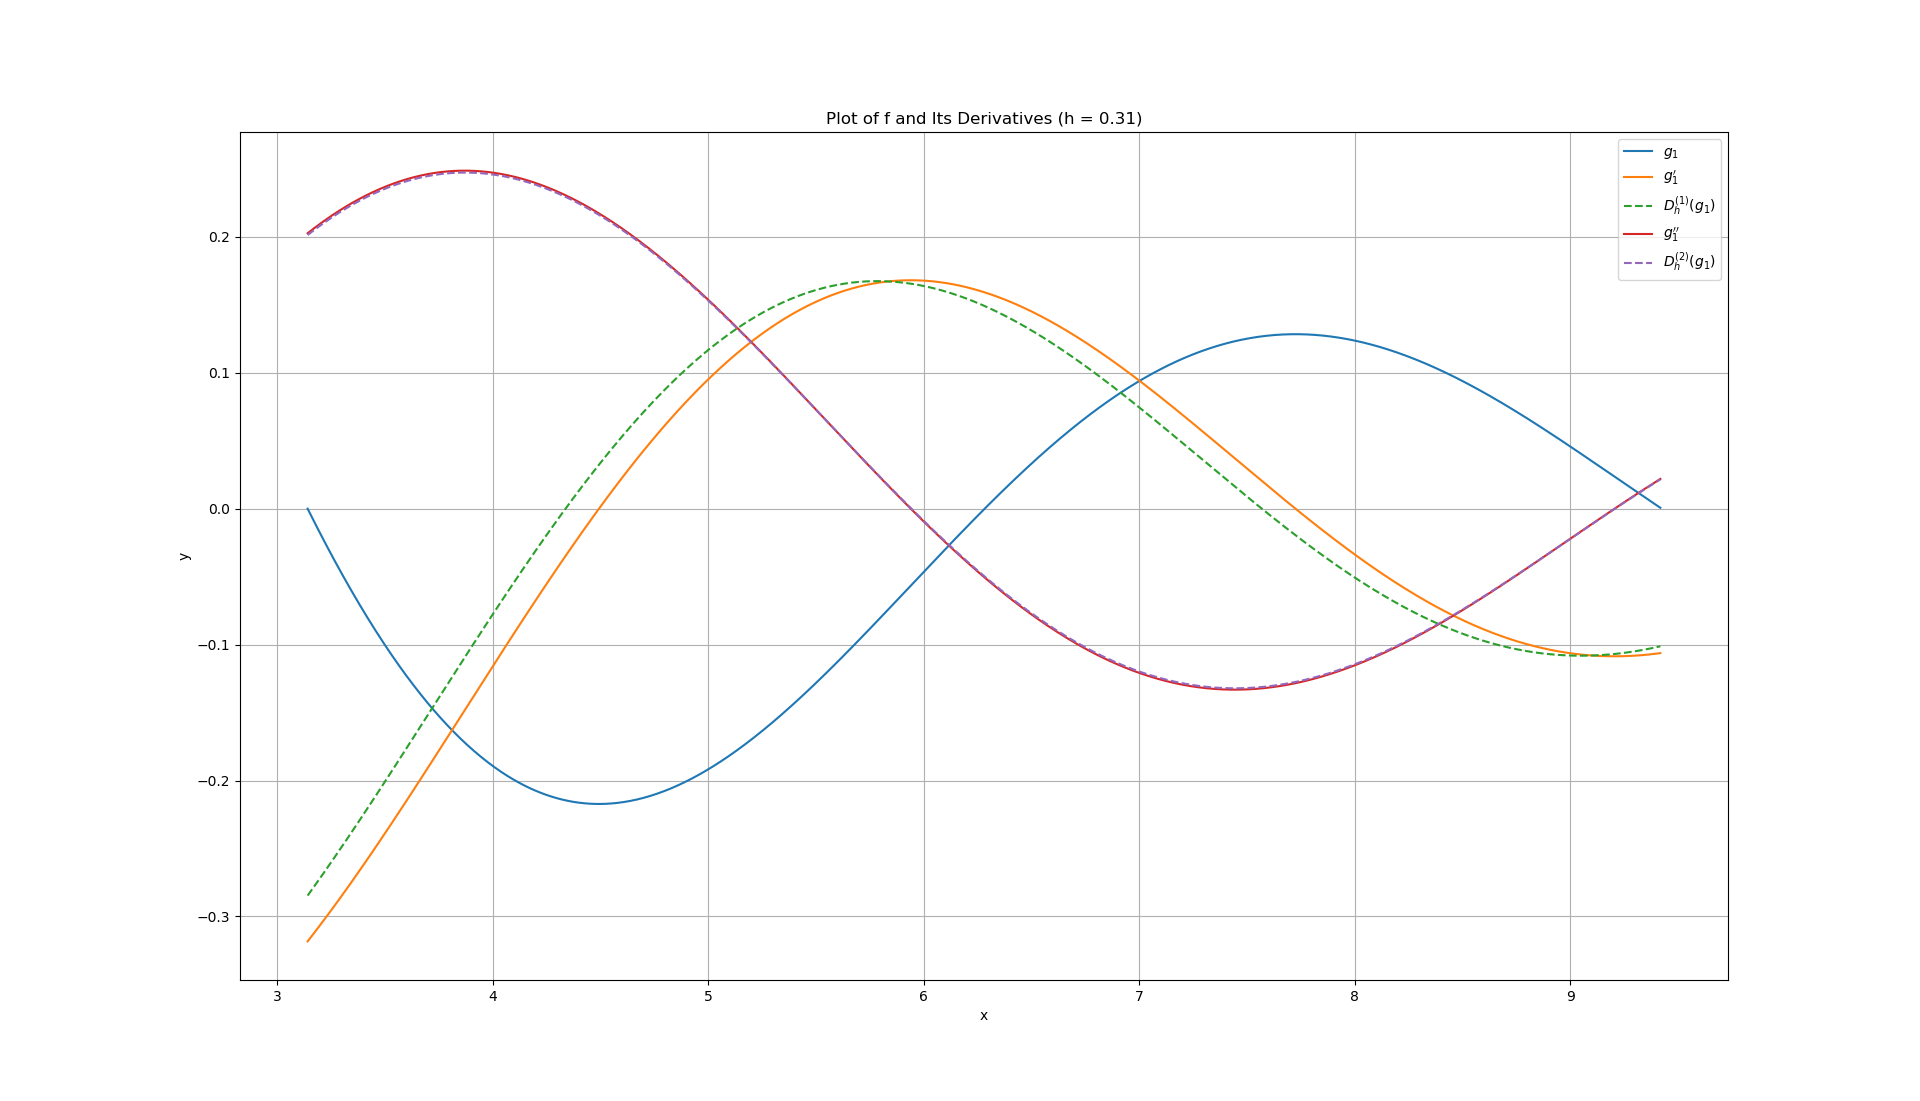 Plot of f and Its Derivatives (h = 0.31)
g₁
g₁′
D_h^{(1)}(g₁)
g₁′′
D_h^{(2)}(g₁)
0.2
0.1
0.0
−0.1
−0.2
−0.3
y
3 4 5 6 7 8 9
x